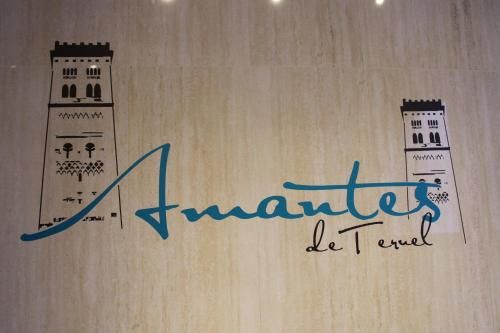 Amantes
de Teruel